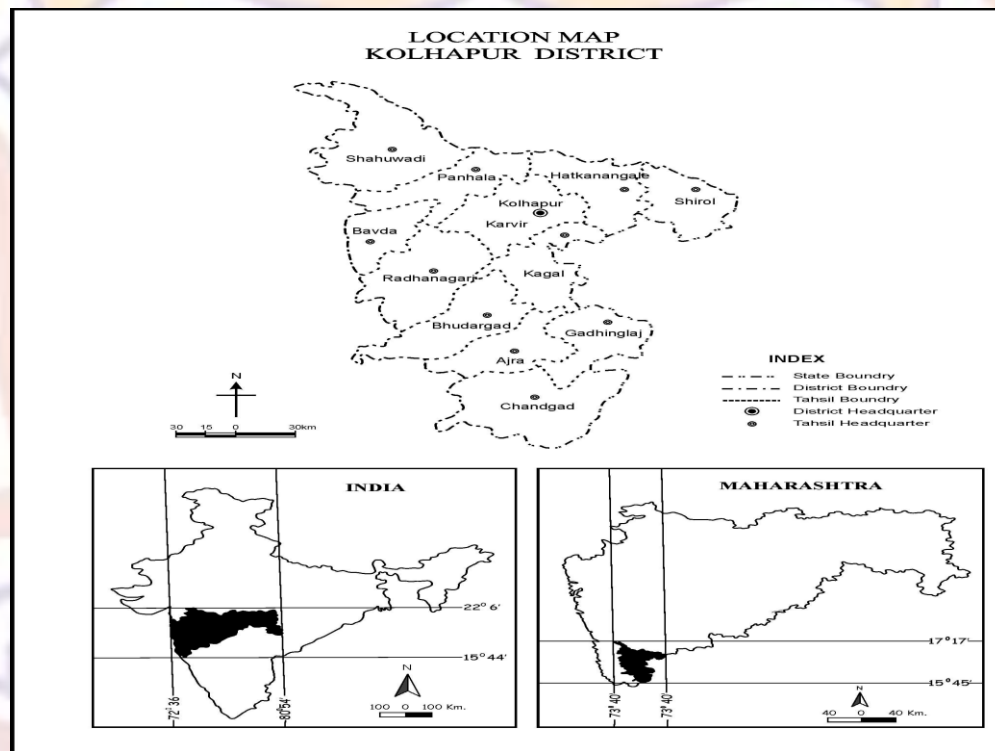 LOCATION MAP
KOLHAPUR DISTRICT
Shahuwadi
Panhala
Hatkanangale
Shirol
Kolhapur
Karvir
Bavda
Radhanagari
Kagal
Bhudargad
Gadhinglaj
Ajra
Chandgad
N
30 15 0 30km
INDEX
State Boundry
District Boundry
Tahsil Boundry
District Headquarter
Tahsil Headquarter
INDIA
22° 6'
15° 44'
72° 36
80° 54'
N
100 0 100 Km.
MAHARASHTRA
17° 17'
15° 45'
73° 40
73° 40
N
40 0 40 Km.